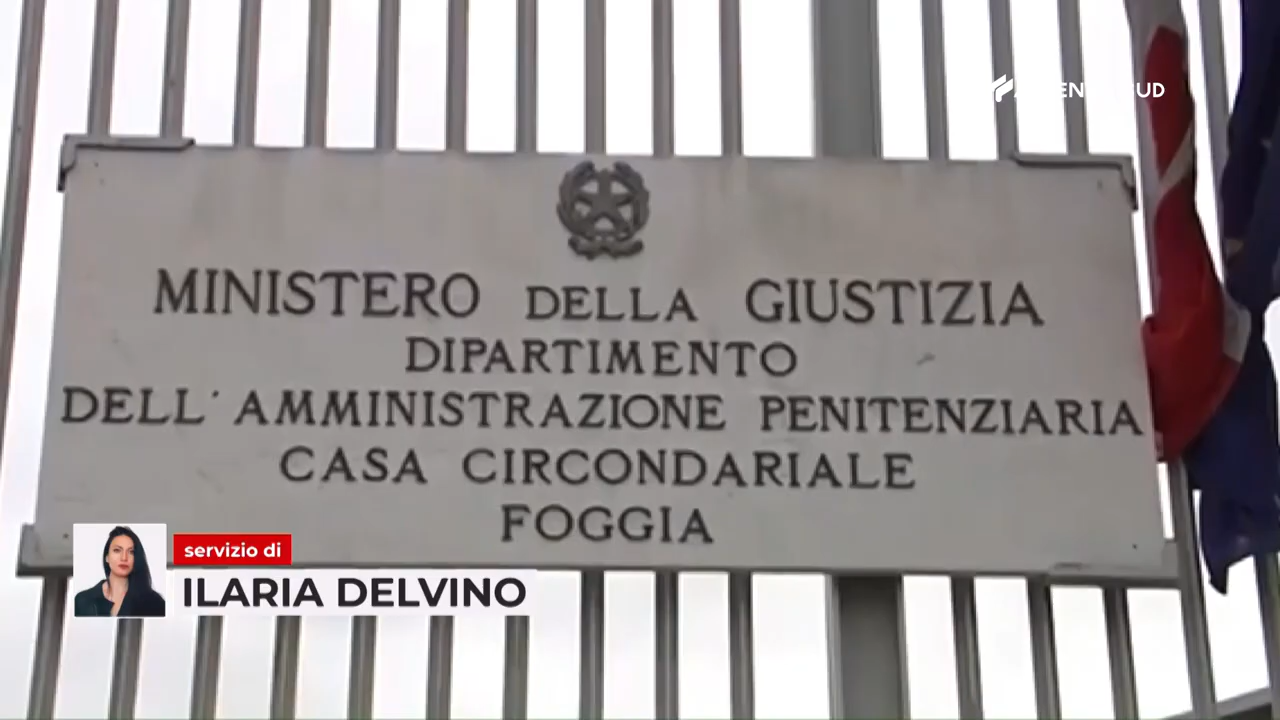 MINISTERO DELLA GIUSTIZIA
DIPARTIMENTO
DELL'AMMINISTRAZIONE PENITENZIARIA
CASA CIRCONDARIALE
FOGGIA
servizio di
ILARIA DELVINO